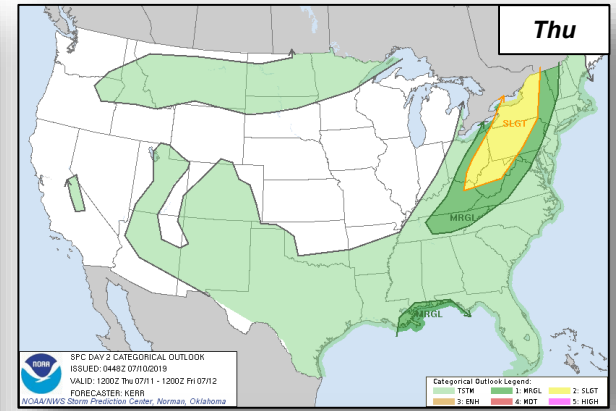 Thu
SLGT
MRGL
MRGL
SPC DAY 2 CATEGORICAL OUTLOOK
ISSUED: 0448Z 07/10/2019
VALID: 1200Z Thu 07/11 - 1200Z Fri 07/12
FORECASTER: KERR
NOAA/NWS Storm Prediction Center, Norman, Oklahoma
NOAA
Categorical Outlook Legend:
TSTM 1: MRGL 2: SLGT
3: ENH 4: MDT 5: HIGH